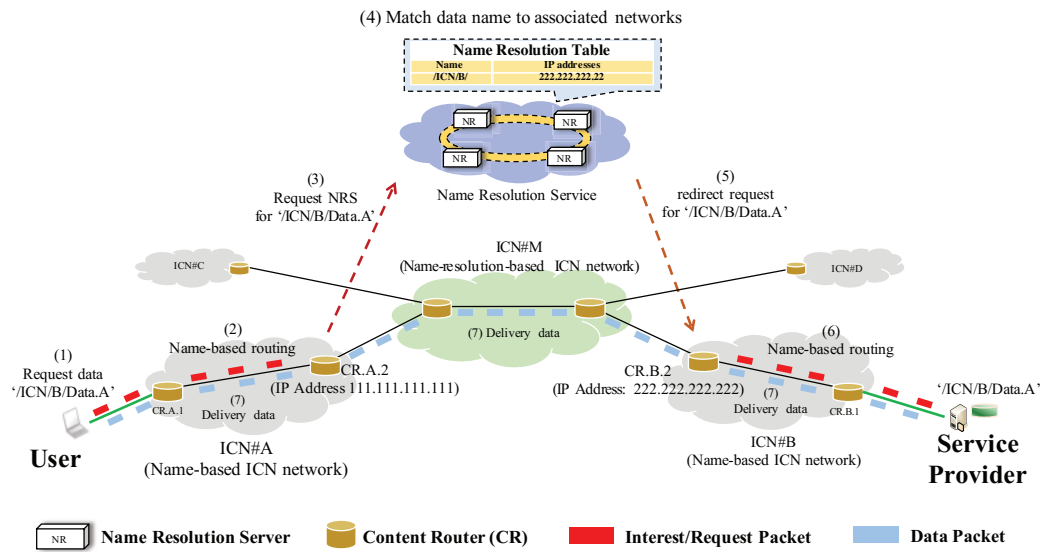 (4) Match data name to associated networks
Name Resolution Table
Name IP addresses
/ICN/B/ 222.222.222.22
NR
NR
NR
NR
Name Resolution Service
(3)
Request NRS
for ‘/ICN/B/Data.A’
(5)
redirect request
for ‘/ICN/B/Data.A’
ICN#C
ICN#M
(Name-resolution-based ICN network)
ICN#D
(7) Delivery data
(1)
Request data
‘/ICN/B/Data.A’
(2)
Name-based routing
CR.A.2
(IP Address 111.111.111.111)
CR.A.1
(7)
Delivery data
ICN#A
(Name-based ICN network)
User
(6)
Name-based routing
CR.B.2
(IP Address: 222.222.222.222)
(7)
Delivery data
CR.B.1
‘/ICN/B/Data.A’
ICN#B
(Name-based ICN network)
Service
Provider
NR Name Resolution Server
Content Router (CR)
Interest/Request Packet
Data Packet